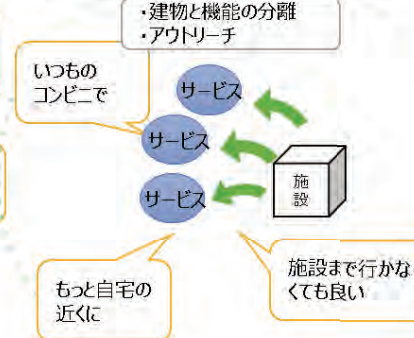 ・建物と機能の分離
・アウトリーチ
いつもの
コンビニで
サービス
サービス
サービス
施
設
もっと自宅の
近くに
施設まで行かな
くても良い